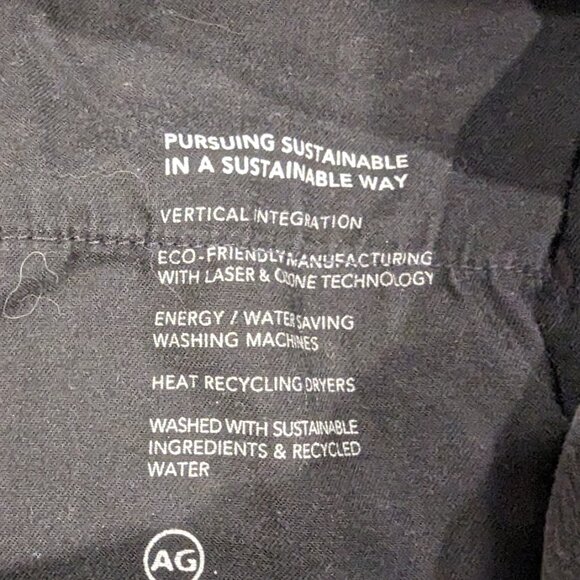 PURSUING SUSTAINABLE
IN A SUSTAINABLE WAY
VERTICAL INTEGRATION
ECO-FRIENDLY MANUFACTURING
WITH LASER & OZONE TECHNOLOGY
ENERGY / WATER SAVING
WASHING MACHINES
HEAT RECYCLING DRYERS
WASHED WITH SUSTAINABLE
INGREDIENTS & RECYCLED
WATER
AG